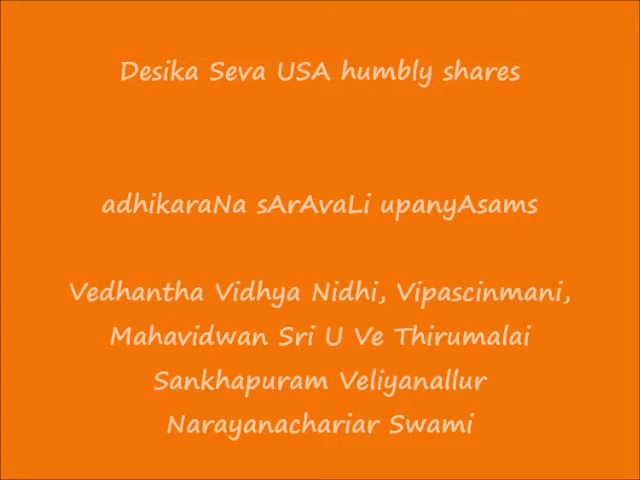 Desika Seva USA humbly shares
adhikaraNa sArAvaLi upanyAsams
Vedhantha Vidhya Nidhi, Vipascinmani,
Mahavidwan Sri U Ve Thirumalai
Sankhapuram Veliyanallur
Narayanachariar Swami